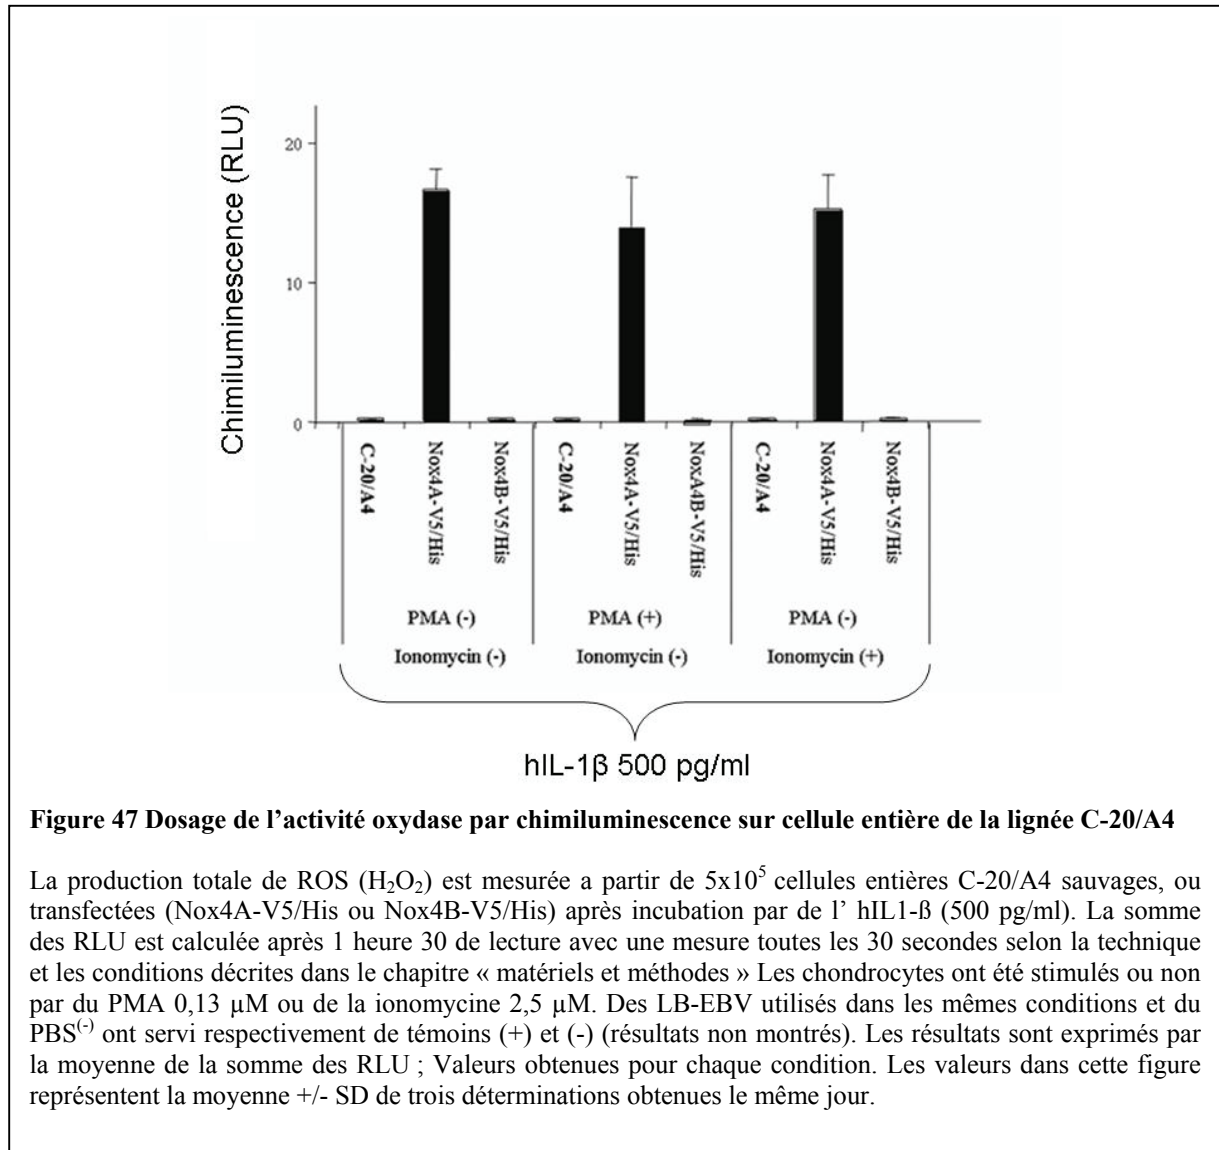 Chimiluminescence (RLU)
20
10
0
C-20/A4
Nox4A-V5/His
Nox4B-V5/His
C-20/A4
Nox4A-V5/His
NoxA4B-V5/His
C-20/A4
Nox4A-V5/His
Nox4B-V5/His
PMA (-) PMA (+) PMA (-)
Ionomycin (-) Ionomycin (-) Ionomycin (+)
hIL-1β 500 pg/ml
Figure 47 Dosage de l’activité oxydase par chimiluminescence sur cellule entière de la lignée C-20/A4
La production totale de ROS (H₂O₂) est mesurée a partir de 5x10⁵ cellules entières C-20/A4 sauvages, ou
transfectées (Nox4A-V5/His ou Nox4B-V5/His) après incubation par de l’ hIL1-ß (500 pg/ml). La somme
des RLU est calculée après 1 heure 30 de lecture avec une mesure toutes les 30 secondes selon la technique
et les conditions décrites dans le chapitre « matériels et méthodes » Les chondrocytes ont été stimulés ou non
par du PMA 0,13 µM ou de la ionomycine 2,5 µM. Des LB-EBV utilisés dans les mêmes conditions et du
PBS⁽⁻⁾ ont servi respectivement de témoins (+) et (-) (résultats non montrés). Les résultats sont exprimés par
la moyenne de la somme des RLU ; Valeurs obtenues pour chaque condition. Les valeurs dans cette figure
représentent la moyenne +/- SD de trois déterminations obtenues le même jour.